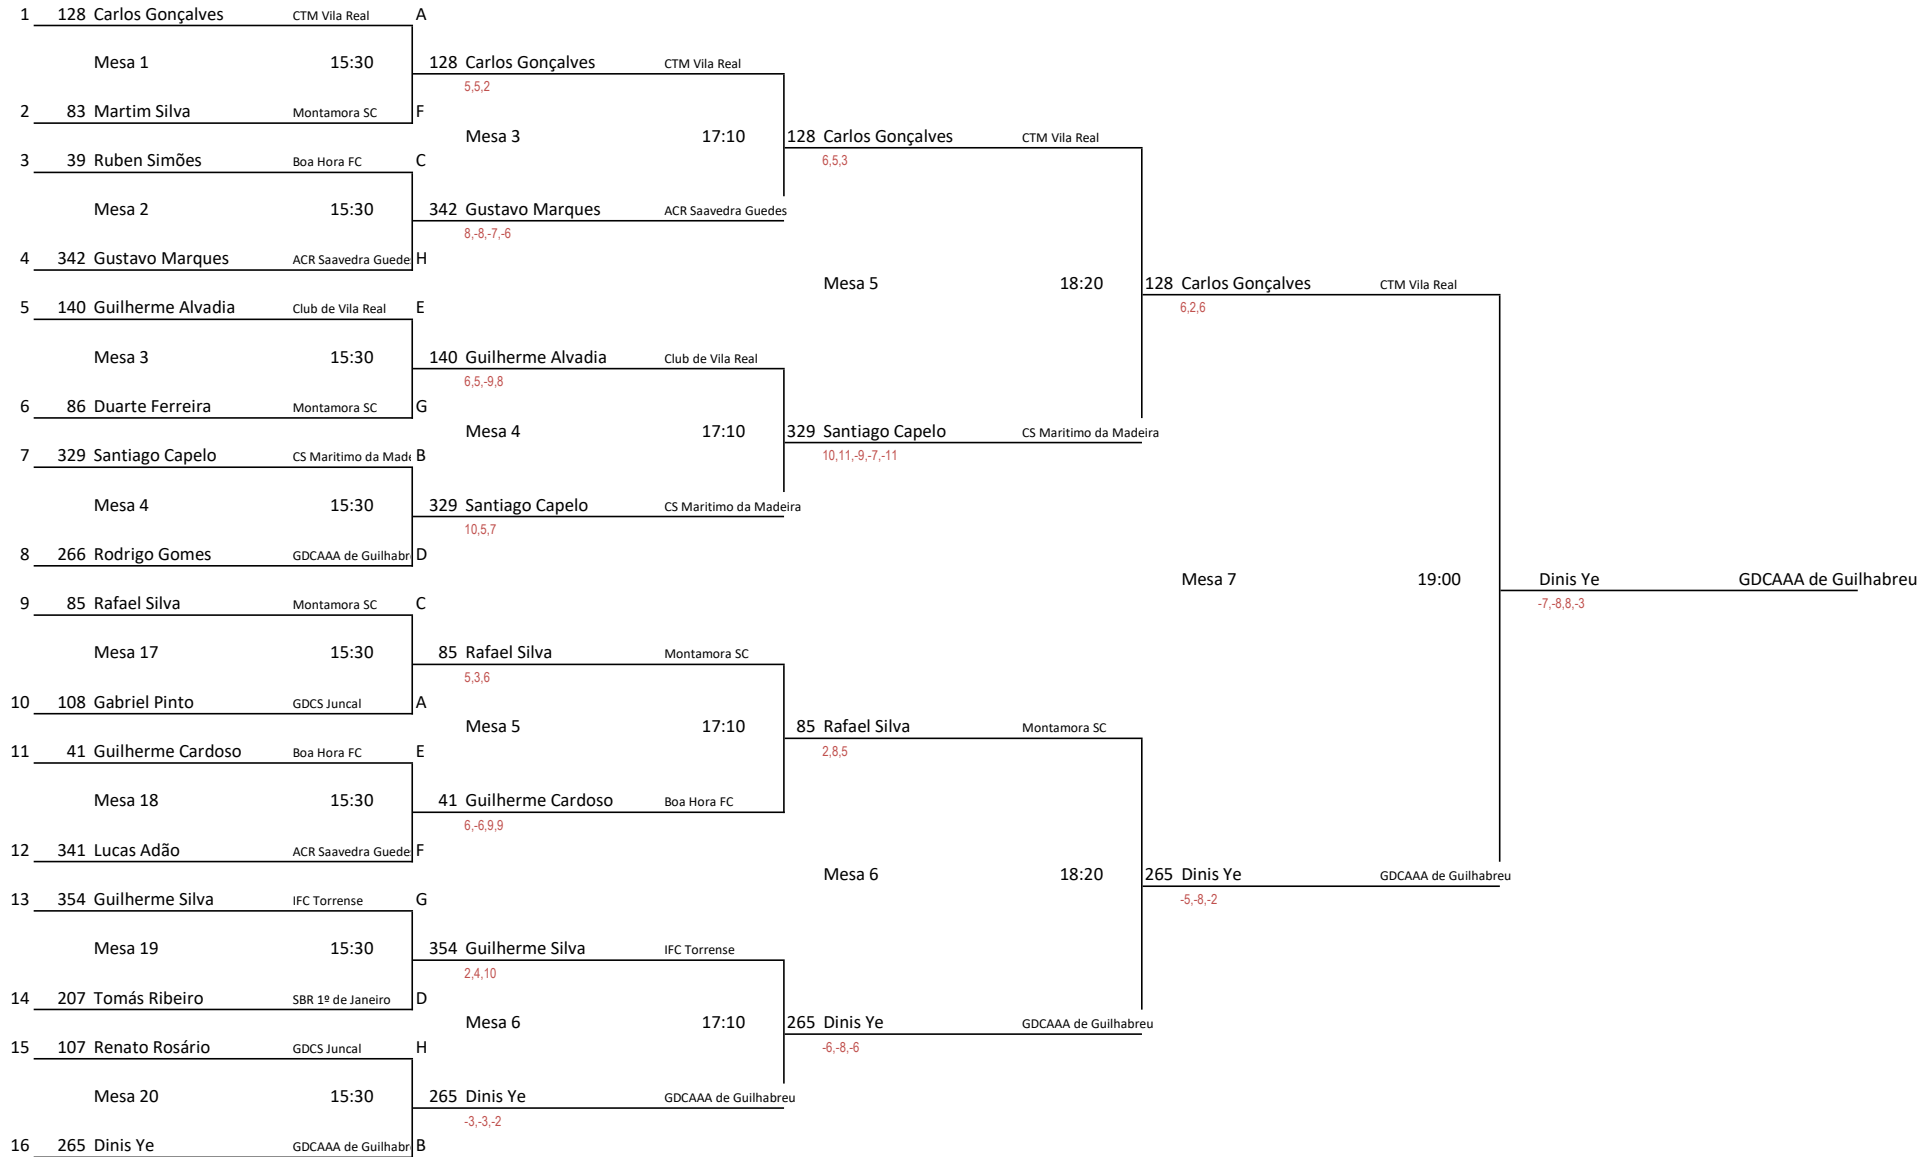 1 128 Carlos Gonçalves CTM Vila Real A
Mesa 1 15:30 128 Carlos Gonçalves CTM Vila Real
5,5,2
2 83 Martim Silva Montamora SC F
Mesa 3 17:10 128 Carlos Gonçalves CTM Vila Real
3 39 Ruben Simões Boa Hora FC C 6,5,3
Mesa 2 15:30 342 Gustavo Marques ACR Saavedra Guedes
8,-8,-7,-6
4 342 Gustavo Marques ACR Saavedra Guede H
Mesa 5 18:20 128 Carlos Gonçalves CTM Vila Real
5 140 Guilherme Alvadia Club de Vila Real E 6,2,6
Mesa 3 15:30 140 Guilherme Alvadia Club de Vila Real
6,5,-9,8
6 86 Duarte Ferreira Montamora SC G
Mesa 4 17:10 329 Santiago Capelo CS Maritimo da Madeira
7 329 Santiago Capelo CS Maritimo da Made B 10,11,-9,-7,-11
Mesa 4 15:30 329 Santiago Capelo CS Maritimo da Madeira
10,5,7
8 266 Rodrigo Gomes GDCAAA de Guilhabr D
Mesa 7 19:00 Dinis Ye GDCAAA de Guilhabreu
9 85 Rafael Silva Montamora SC C -7,-8,8,-3
Mesa 17 15:30 85 Rafael Silva Montamora SC
5,3,6
10 108 Gabriel Pinto GDCS Juncal A
Mesa 5 17:10 85 Rafael Silva Montamora SC
11 41 Guilherme Cardoso Boa Hora FC E 2,8,5
Mesa 18 15:30 41 Guilherme Cardoso Boa Hora FC
6,-6,9,9
12 341 Lucas Adão ACR Saavedra Guede F
Mesa 6 18:20 265 Dinis Ye GDCAAA de Guilhabreu
13 354 Guilherme Silva IFC Torrense G -5,-8,-2
Mesa 19 15:30 354 Guilherme Silva IFC Torrense
2,4,10
14 207 Tomás Ribeiro SBR 1º de Janeiro D
Mesa 6 17:10 265 Dinis Ye GDCAAA de Guilhabreu
15 107 Renato Rosário GDCS Juncal H -6,-8,-6
Mesa 20 15:30 265 Dinis Ye GDCAAA de Guilhabreu
-3,-3,-2
16 265 Dinis Ye GDCAAA de Guilhabr B